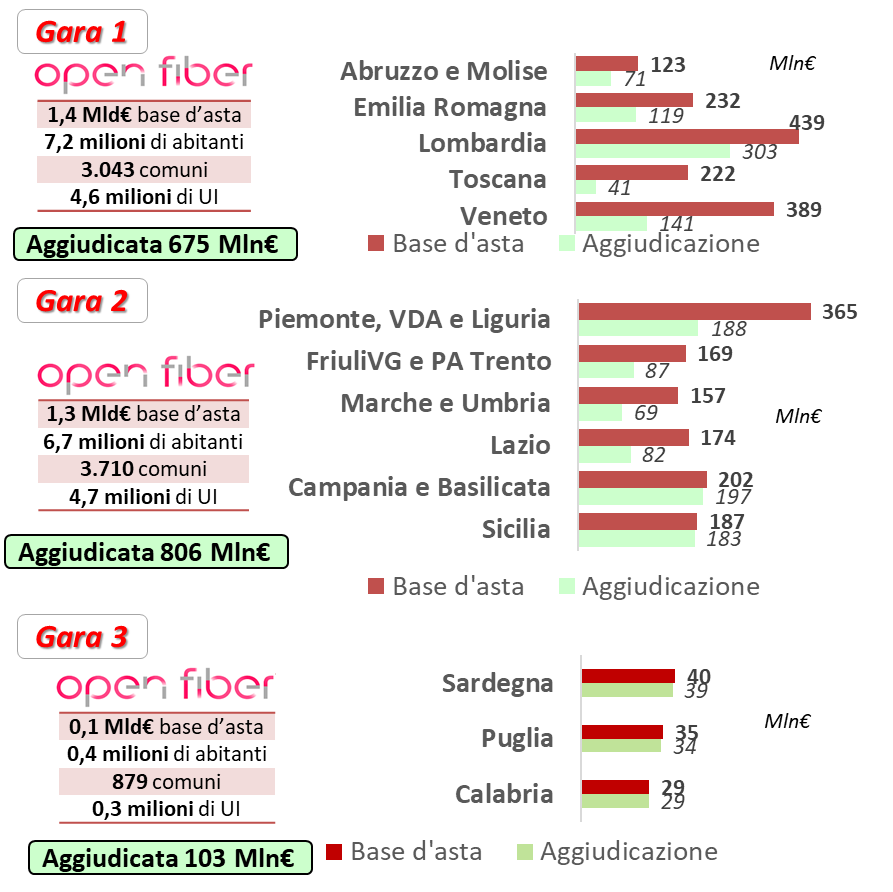 Gara 1
open fiber
1,4 Mld€ base d'asta
7,2 milioni di abitanti
3.043 comuni
4,6 milioni di UI
Aggiudicata 675 Mln€
Mln€
Abruzzo e Molise 123 71
Emilia Romagna 232 119
Lombardia 439 303
Toscana 222 41
Veneto 389 141
Base d'asta Aggiudicazione
Gara 2
open fiber
1,3 Mld€ base d'asta
6,7 milioni di abitanti
3.710 comuni
4,7 milioni di UI
Aggiudicata 806 Mln€
Piemonte, VDA e Liguria 365 188
FriuliVG e PA Trento 169 87
Marche e Umbria 157 69
Mln€
Lazio 174 82
Campania e Basilicata 202 197
Sicilia 187 183
Base d'asta Aggiudicazione
Gara 3
open fiber
0,1 Mld€ base d'asta
0,4 milioni di abitanti
879 comuni
0,3 milioni di UI
Aggiudicata 103 Mln€
Sardegna 40 39
Mln€
Puglia 35 34
Calabria 29 29
Base d'asta Aggiudicazione